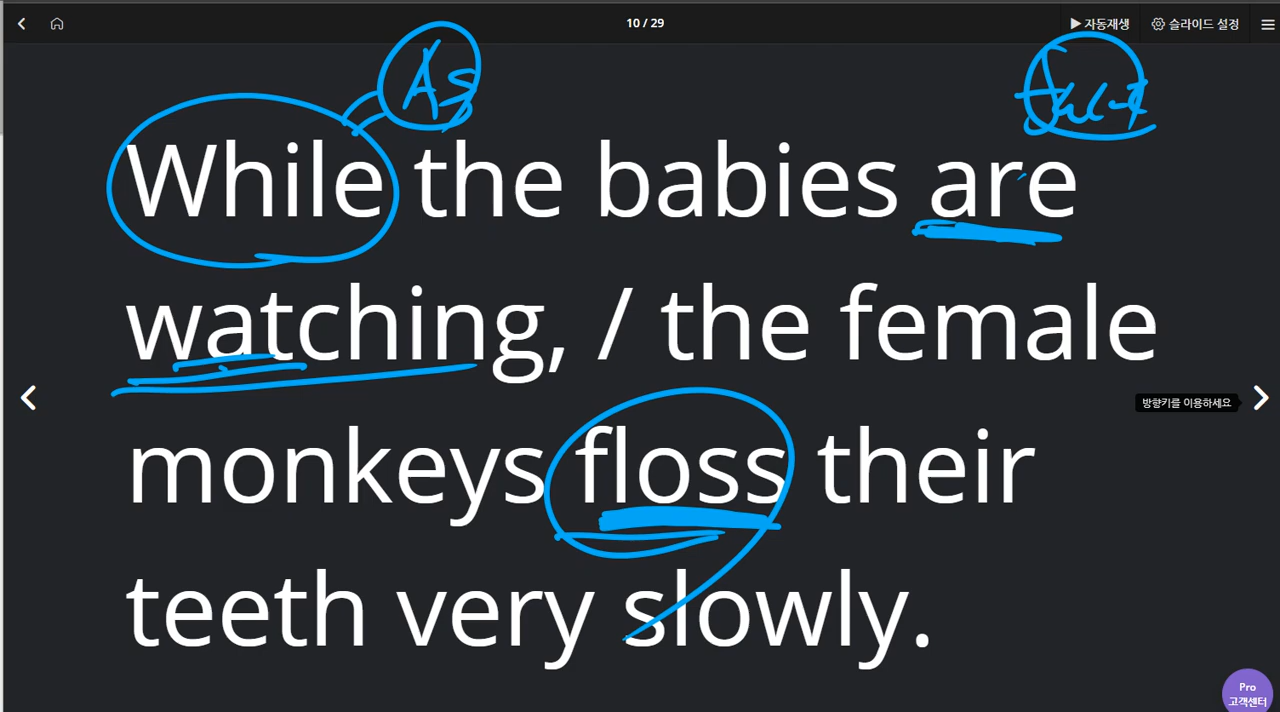 10 / 29
▶ 자동재생
슬라이드 설정
As
While the babies are
watching, / the female
방향키를 이용하세요
monkeys floss their
teeth very slowly.
Pro
고객센터